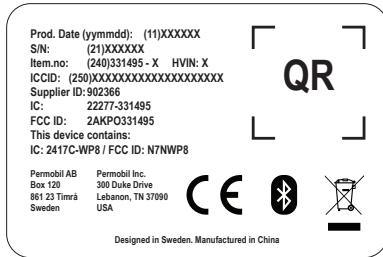 Prod. Date (yymmdd): (11)XXXXXX
S/N: (21)XXXXXX
Item.no: (240)331495 - X HVIN: X
ICCID: (250)XXXXXXXXXXXXXXXXXXXX
Supplier ID: 902366
IC: 22277-331495
FCC ID: 2AKPO331495
This device contains:
IC: 2417C-WP8 / FCC ID: N7NWP8
QR
Permobil AB
Box 120
861 23 Timrå
Sweden
Permobil Inc.
300 Duke Drive
Lebanon, TN 37090
USA
CE
Designed in Sweden. Manufactured in China